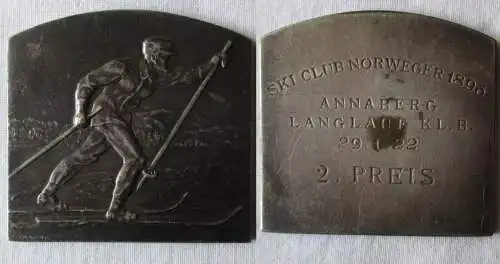 SKI CLUB NORWEGER 1896
ANNABERG
LANGLAUF KL.B.
29.1.22
2. PREIS